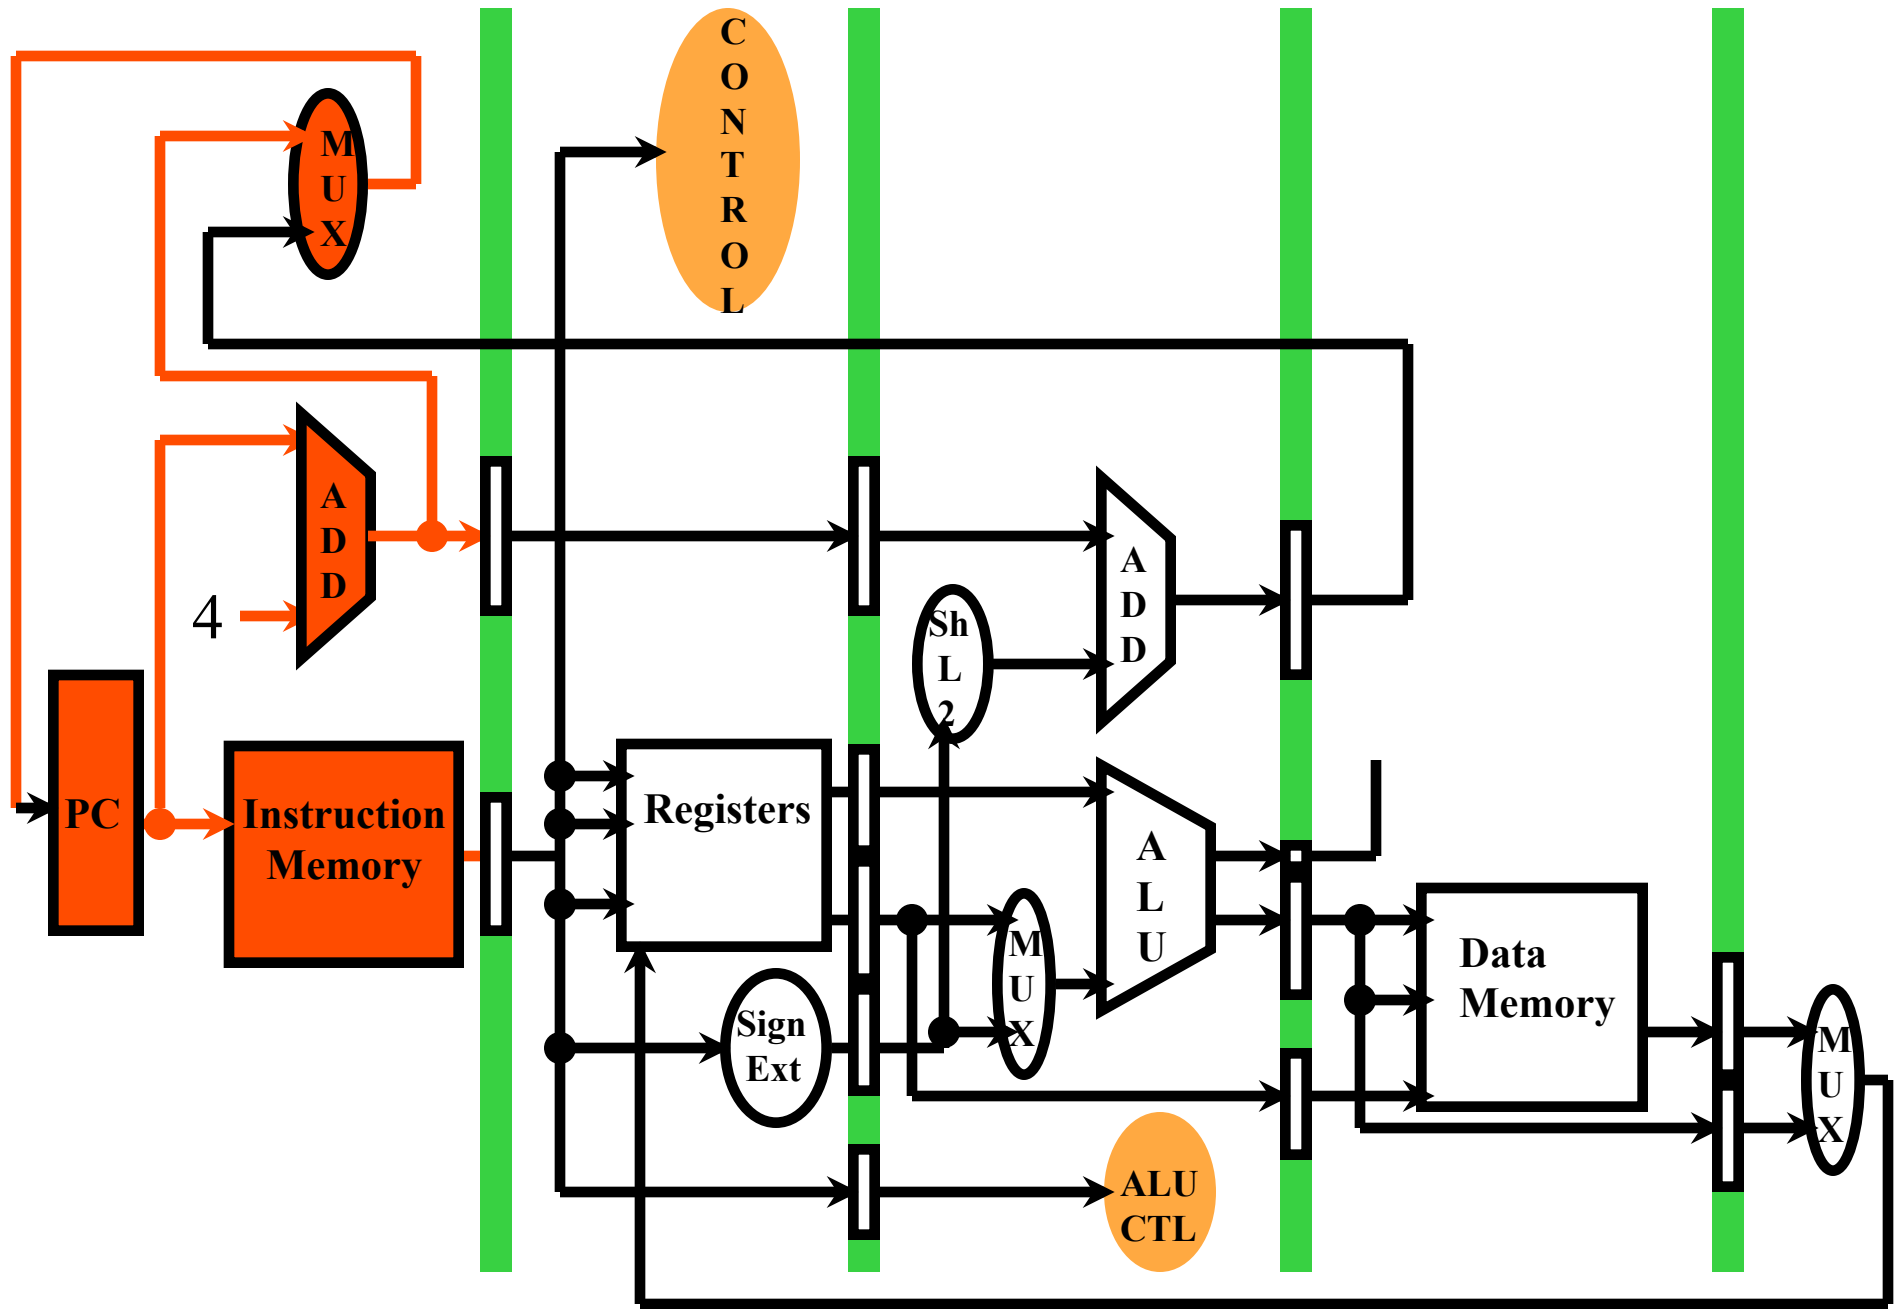 C
O
N
T
R
O
L
M
U
X
A
D
D
4
A
D
D
Sh
L
2
PC
Instruction
Memory
Registers
A
L
U
M
U
X
Data
Memory
Sign
Ext
M
U
X
ALU
CTL